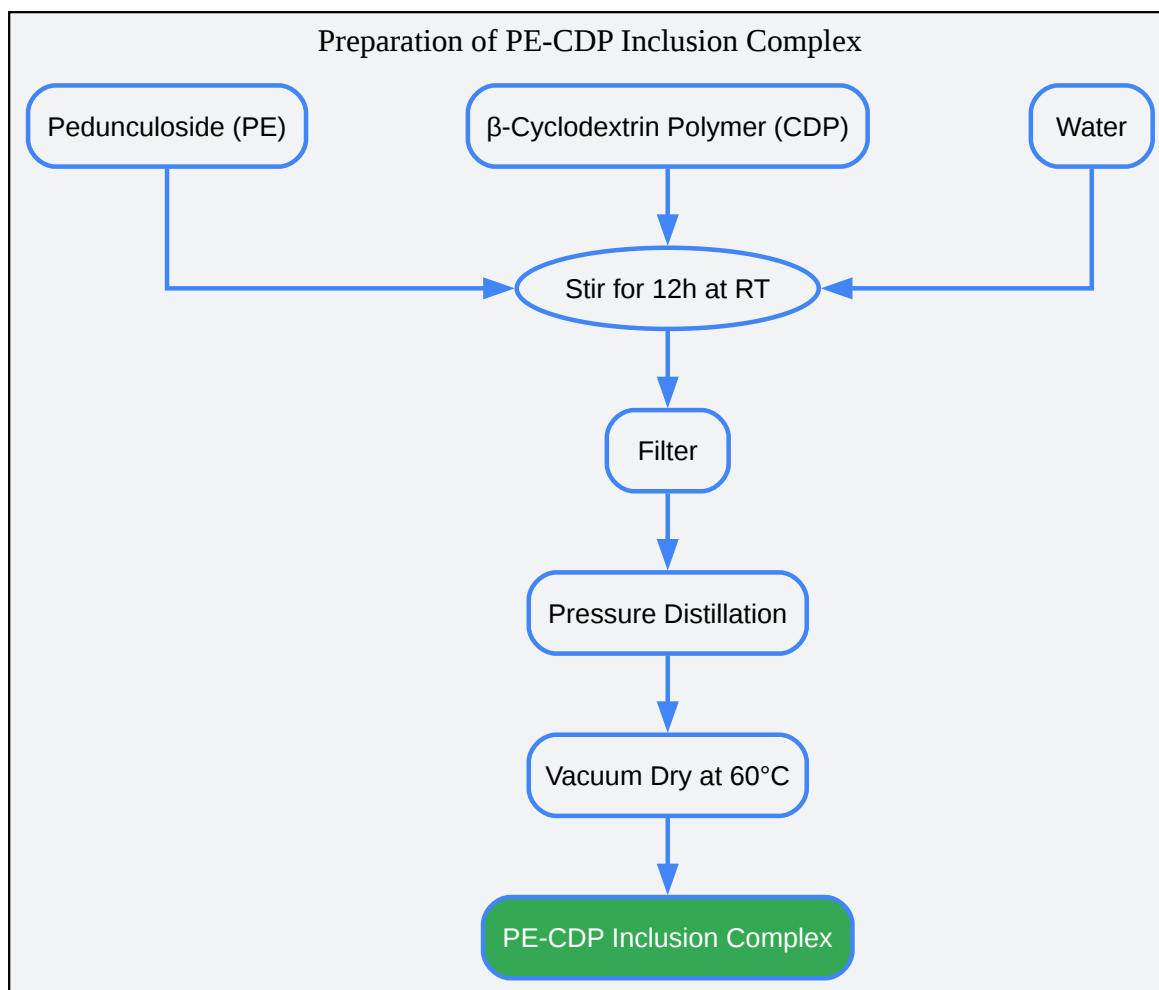 Preparation of PE-CDP Inclusion Complex
Pedunculoside (PE)
β-Cyclodextrin Polymer (CDP)
Water
Stir for 12h at RT
Filter
Pressure Distillation
Vacuum Dry at 60°C
PE-CDP Inclusion Complex